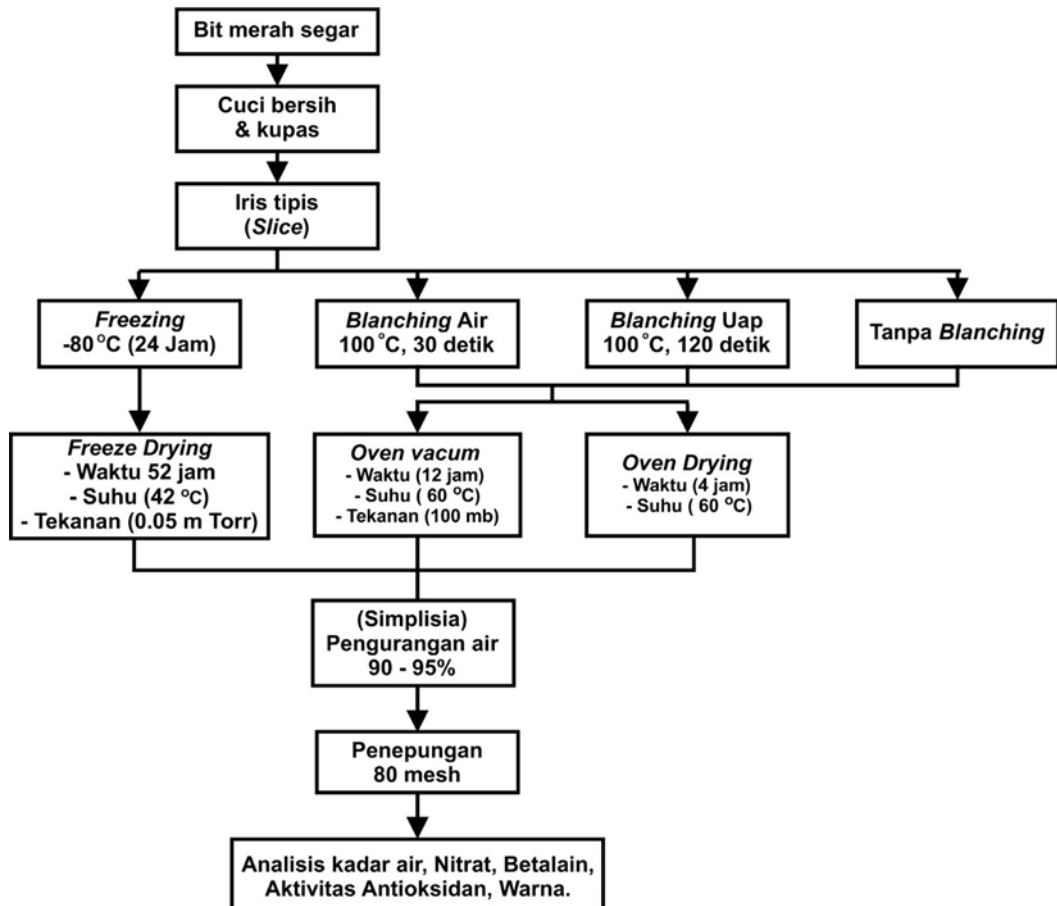 Bit merah segar
Cuci bersih
& kupas
Iris tipis
(Slice)
Freezing
-80°C (24 Jam)
Blanching Air
100°C, 30 detik
Blanching Uap
100°C, 120 detik
Tanpa Blanching
Freeze Drying
- Waktu 52 jam
- Suhu (42 °C)
- Tekanan (0.05 m Torr)
Oven vacum
- Waktu (12 jam)
- Suhu ( 60 °C)
- Tekanan (100 mb)
Oven Drying
- Waktu (4 jam)
- Suhu ( 60 °C)
(Simplisia)
Pengurangan air
90 - 95%
Penepungan
80 mesh
Analisis kadar air, Nitrat, Betalain,
Aktivitas Antioksidan, Warna.